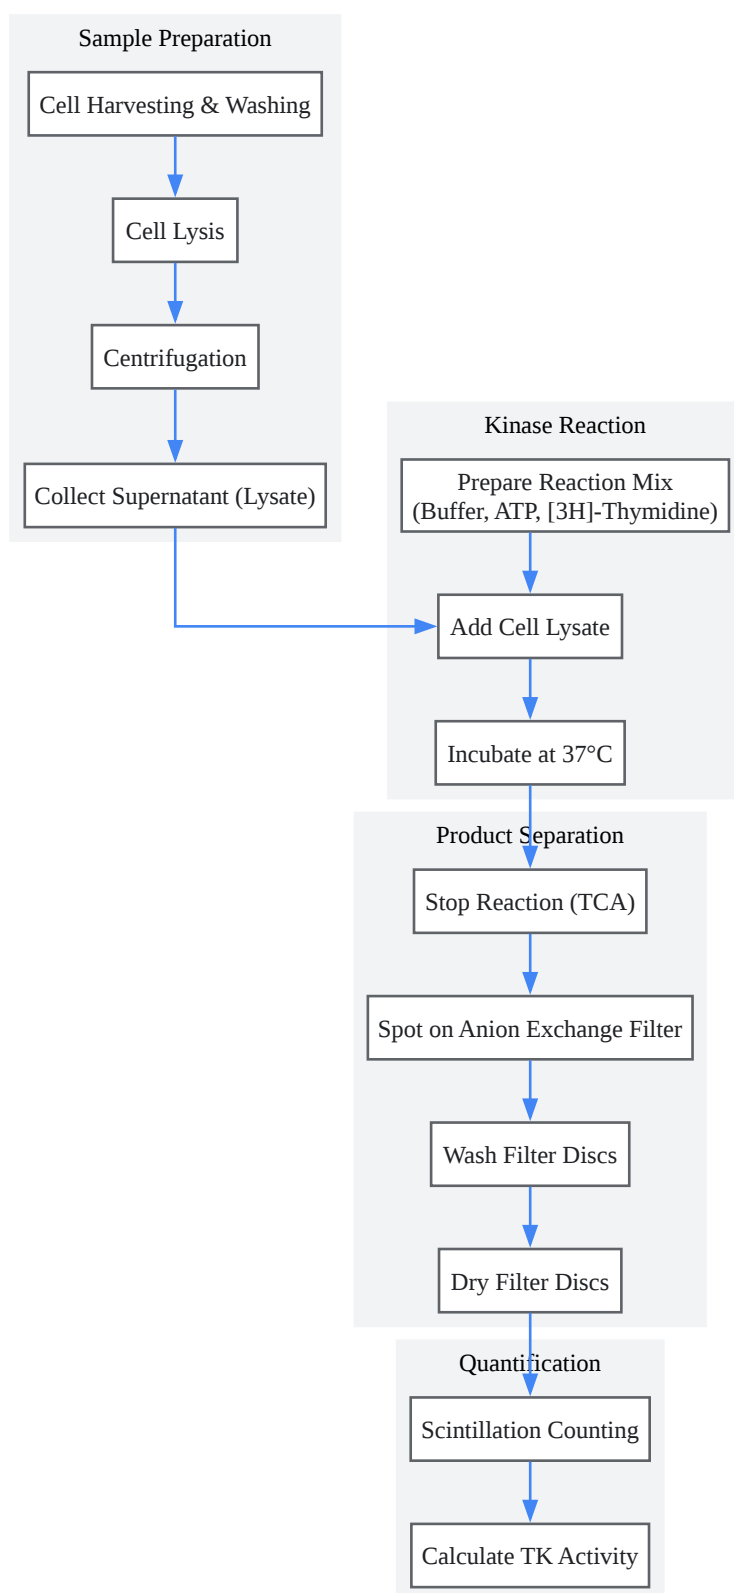 Sample Preparation
Cell Harvesting & Washing
Cell Lysis
Centrifugation
Collect Supernatant (Lysate)
Kinase Reaction
Prepare Reaction Mix
(Buffer, ATP, [3H]-Thymidine)
Add Cell Lysate
Incubate at 37°C
Product Separation
Stop Reaction (TCA)
Spot on Anion Exchange Filter
Wash Filter Discs
Dry Filter Discs
Quantification
Scintillation Counting
Calculate TK Activity